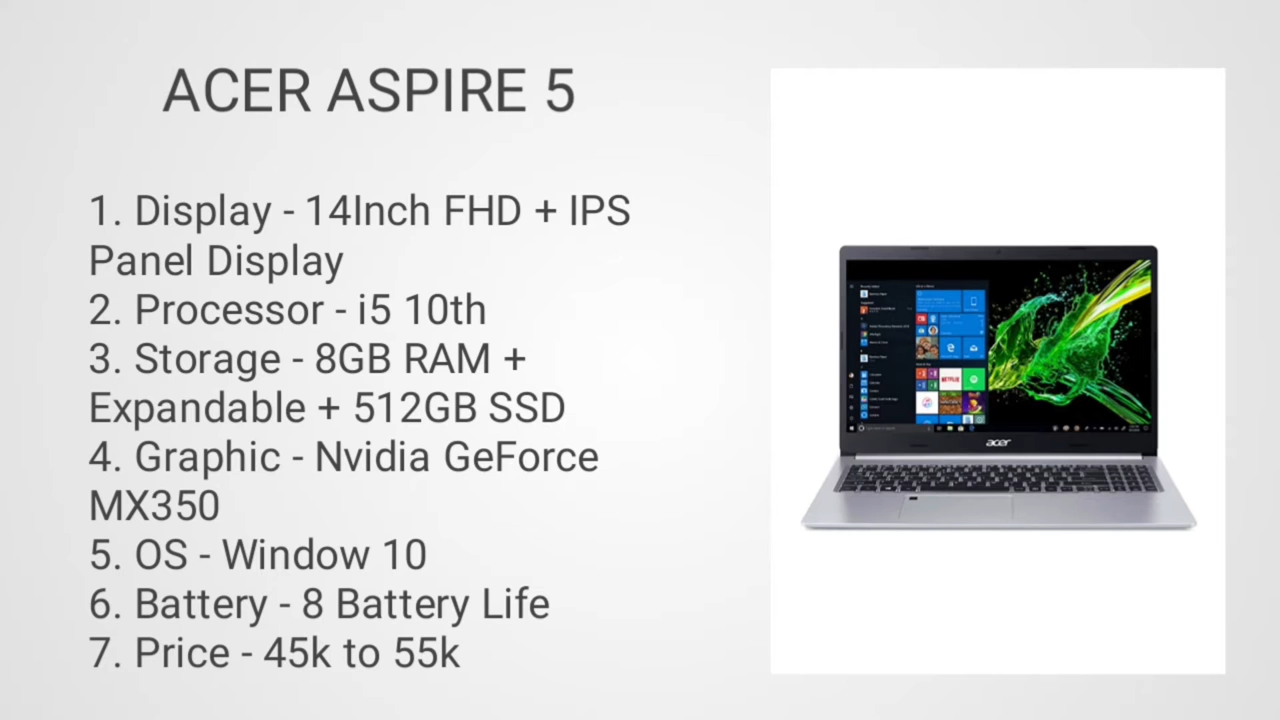 ACER ASPIRE 5
1. Display - 14Inch FHD + IPS
Panel Display
2. Processor - i5 10th
3. Storage - 8GB RAM +
Expandable + 512GB SSD
4. Graphic - Nvidia GeForce
MX350
5. OS - Window 10
6. Battery - 8 Battery Life
7. Price - 45k to 55k
NETFLIX
acer